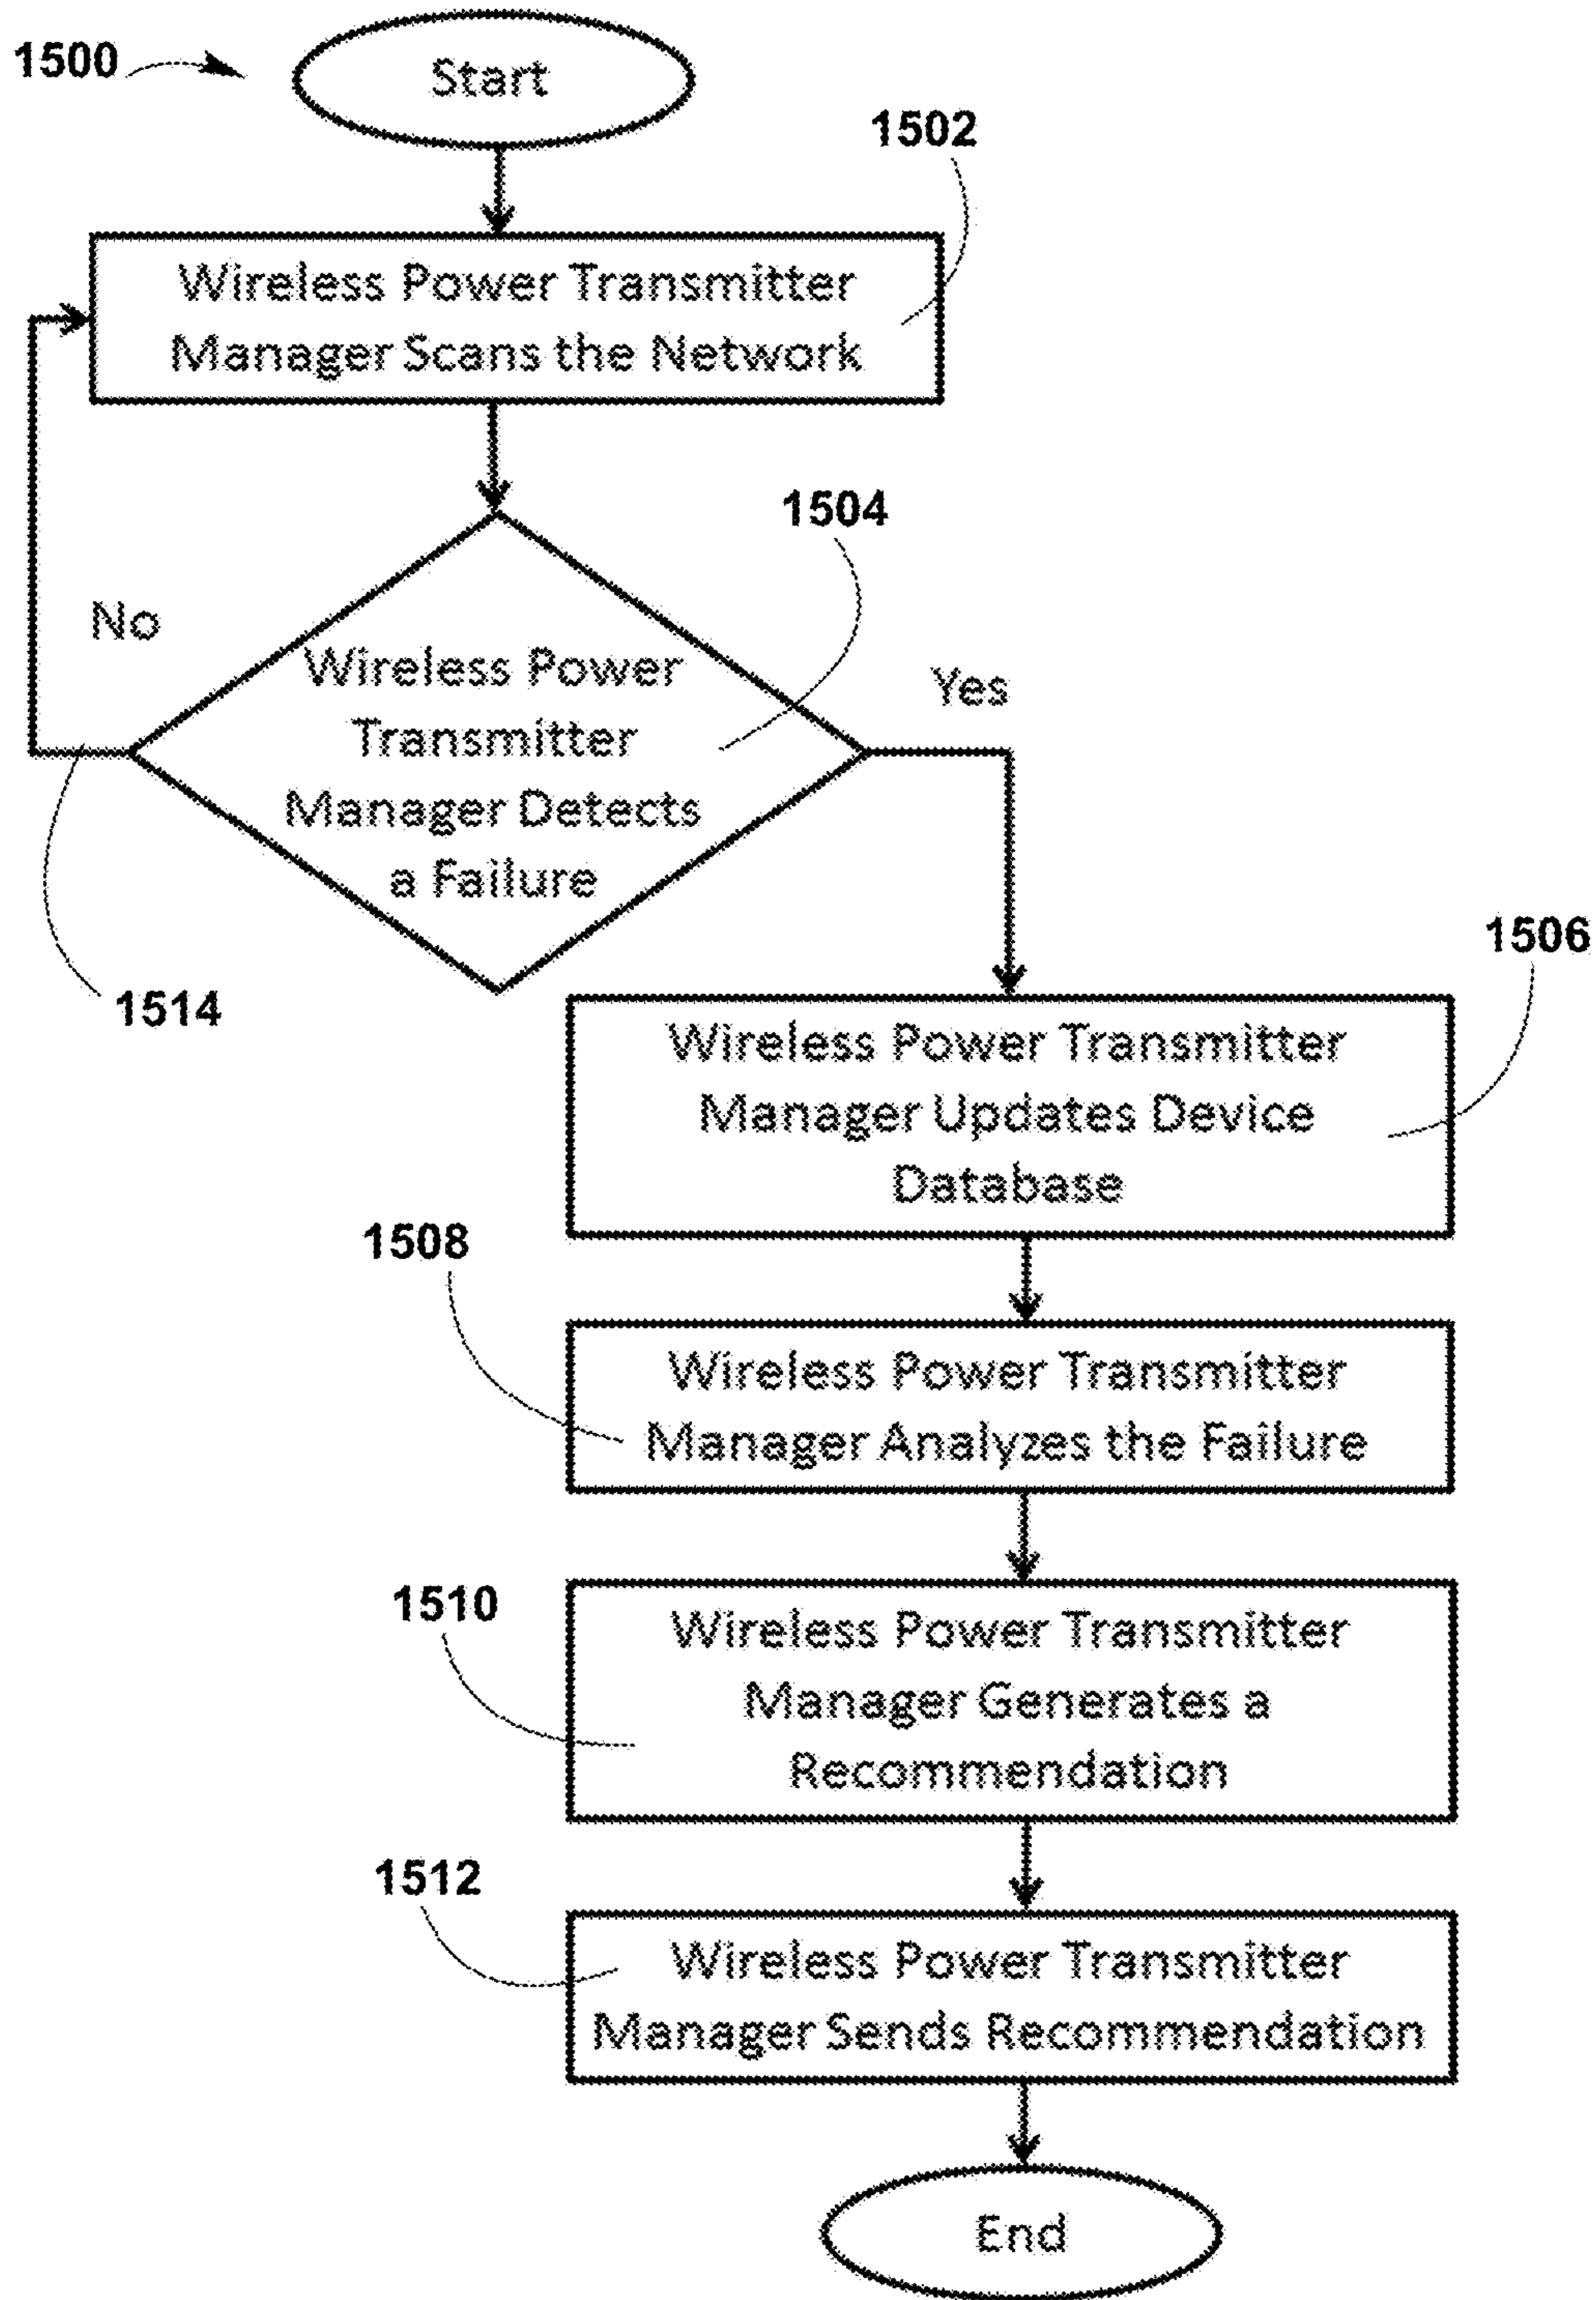 1500
Start
1502
Wireless Power Transmitter
Manager Scans the Network
1504
No
Wireless Power
Transmitter
Manager Detects
a Failure
Yes
1514
1506
Wireless Power Transmitter
Manager Updates Device
Database
1508
Wireless Power Transmitter
Manager Analyzes the Failure
1510
Wireless Power Transmitter
Manager Generates a
Recommendation
1512
Wireless Power Transmitter
Manager Sends Recommendation
End